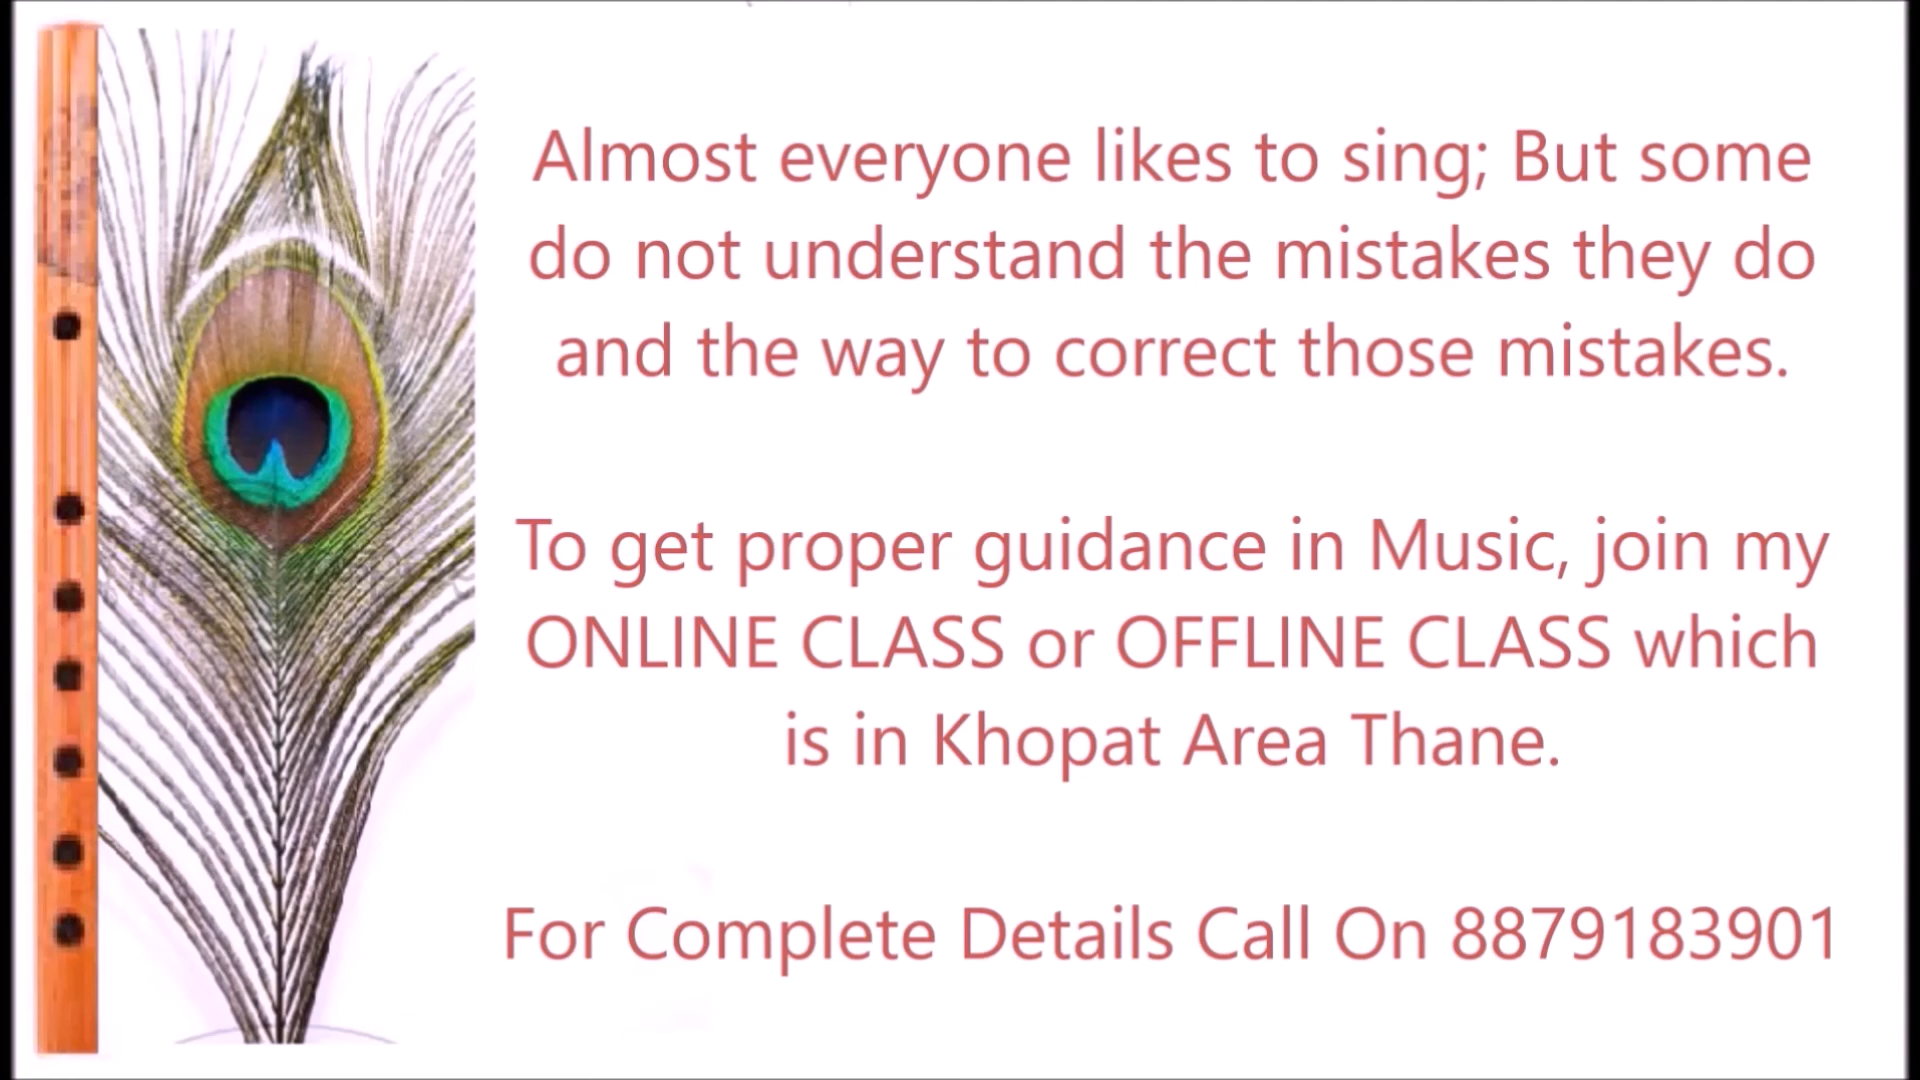 Almost everyone likes to sing; But some
do not understand the mistakes they do
and the way to correct those mistakes.
To get proper guidance in Music, join my
ONLINE CLASS or OFFLINE CLASS which
is in Khopat Area Thane.
For Complete Details Call On 8879183901